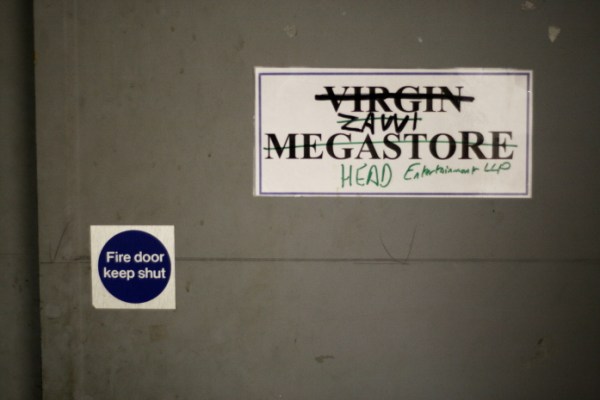 VIRGIN
ZAVVI
MEGASTORE
HEAD Entertainment LLP
Fire door
keep shut